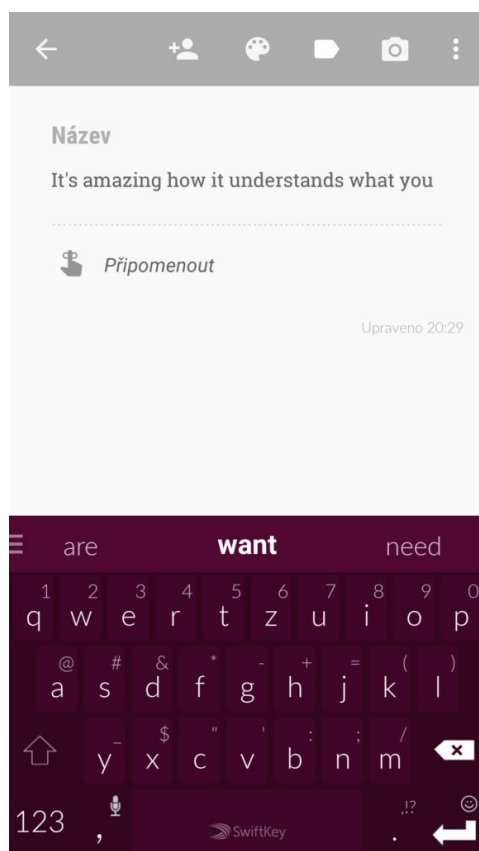 Název
It's amazing how it understands what you
Připomenout
Upraveno 20:29
are want need
1 2 3 4 5 6 7 8 9 0
q w e r t z u i o p
@ # & * - + = ( )
a s d f g h j k l
_ $ " ' : ; /
y x c v b n m
123 , SwiftKey . ,!?